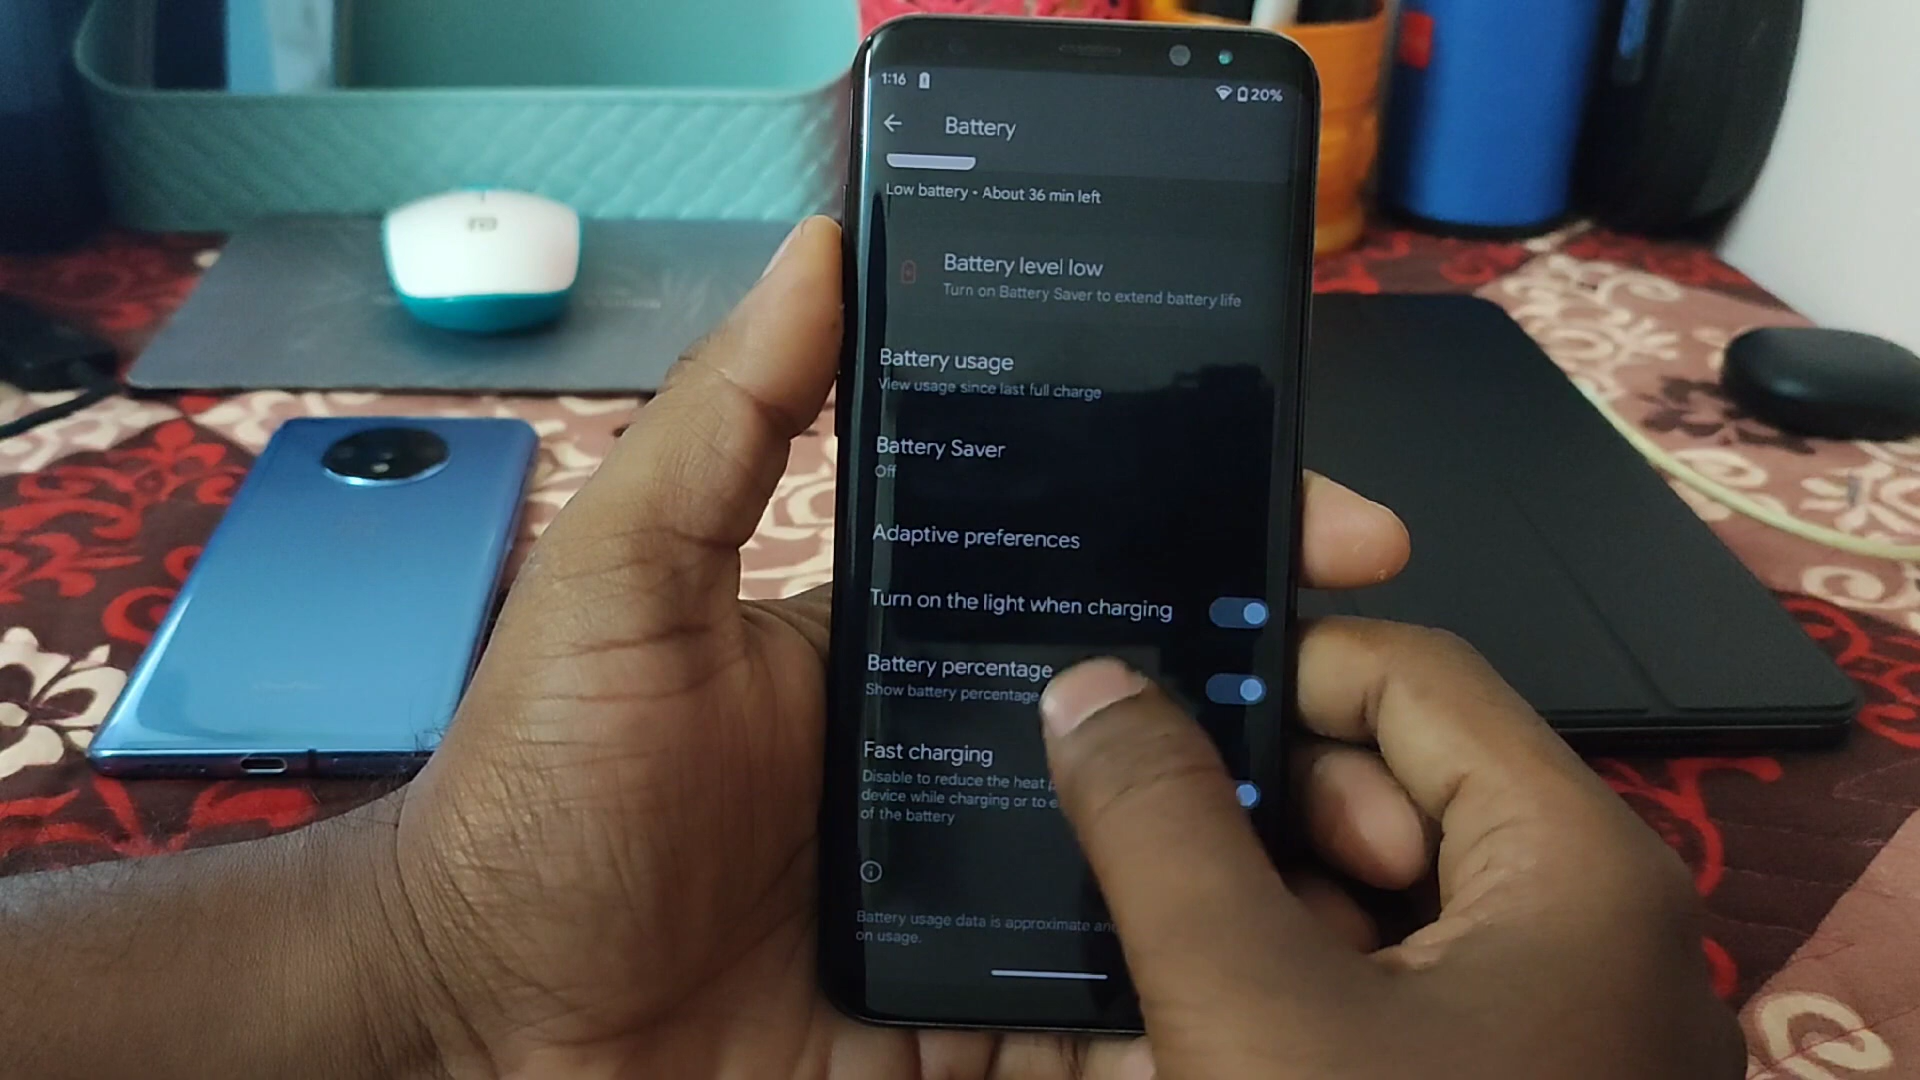 1:16
20%
Battery
Low battery • About 36 min left
Battery level low
Turn on Battery Saver to extend battery life
Battery usage
View usage since last full charge
Battery Saver
Off
Adaptive preferences
Turn on the light when charging
Battery percentage
Show battery percentage
Fast charging
Disable to reduce the heat
device while charging or to
of the battery
Battery usage data is approximate
on usage.